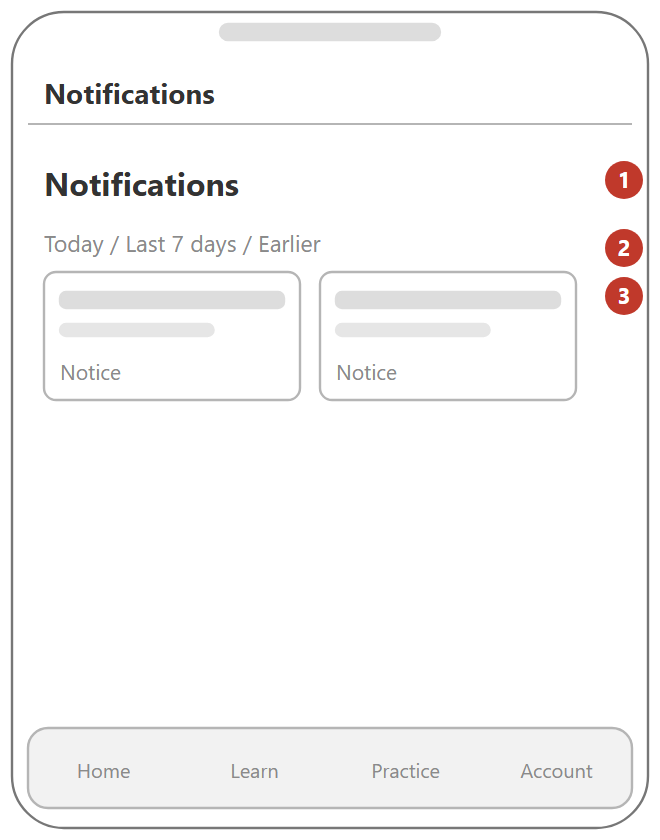 Notifications
Notifications
1
Today / Last 7 days / Earlier
2
3
Notice
Notice
Home
Learn
Practice
Account